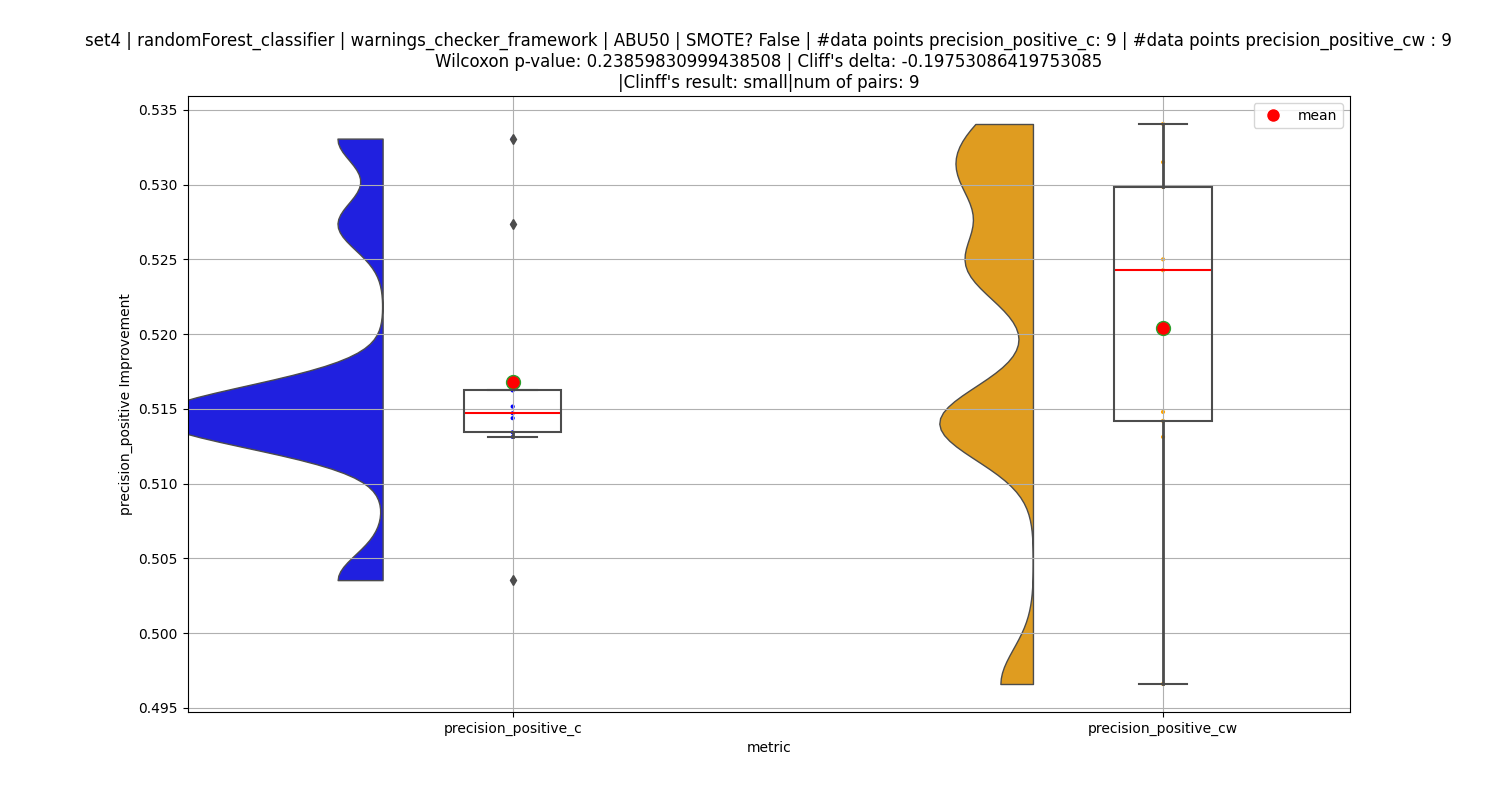 set4 | randomForest_classifier | warnings_checker_framework | ABU50 | SMOTE? False | #data points precision_positive_c: 9 | #data points precision_positive_cw : 9
Wilcoxon p-value: 0.23859830999438508 | Cliff's delta: -0.19753086419753085
|Clinff's result: small|num of pairs: 9
mean
precision_positive Improvement
0.535
0.530
0.525
0.520
0.515
0.510
0.505
0.500
0.495
precision_positive_c
precision_positive_cw
metric